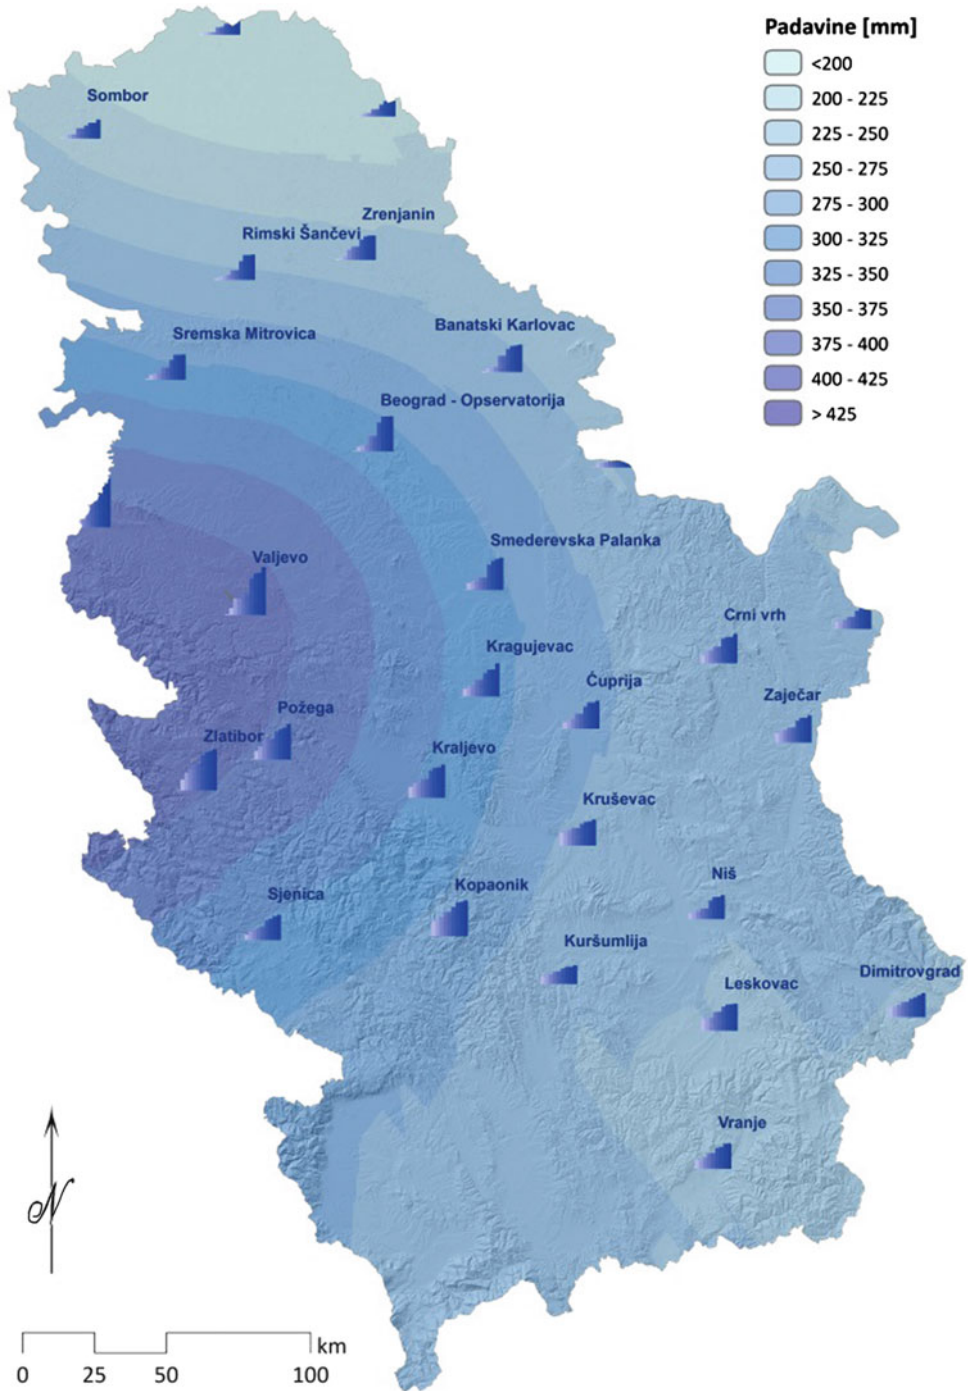 Padavine [mm]
<200
200 - 225
225 - 250
250 - 275
275 - 300
300 - 325
325 - 350
350 - 375
375 - 400
400 - 425
> 425
Sombor
Zrenjanin
Rimski Šančevi
Sremska Mitrovica
Banatski Karlovac
Beograd - Opservatorija
Smederevska Palanka
Valjevo
Crni vrh
Kragujevac
Ćuprija
Zaječar
Požega
Zlatibor
Kraljevo
Kruševac
Niš
Kopaonik
Sjenica
Kuršumlija
Dimitrovgrad
Leskovac
Vranje
N
km
0 25 50 100